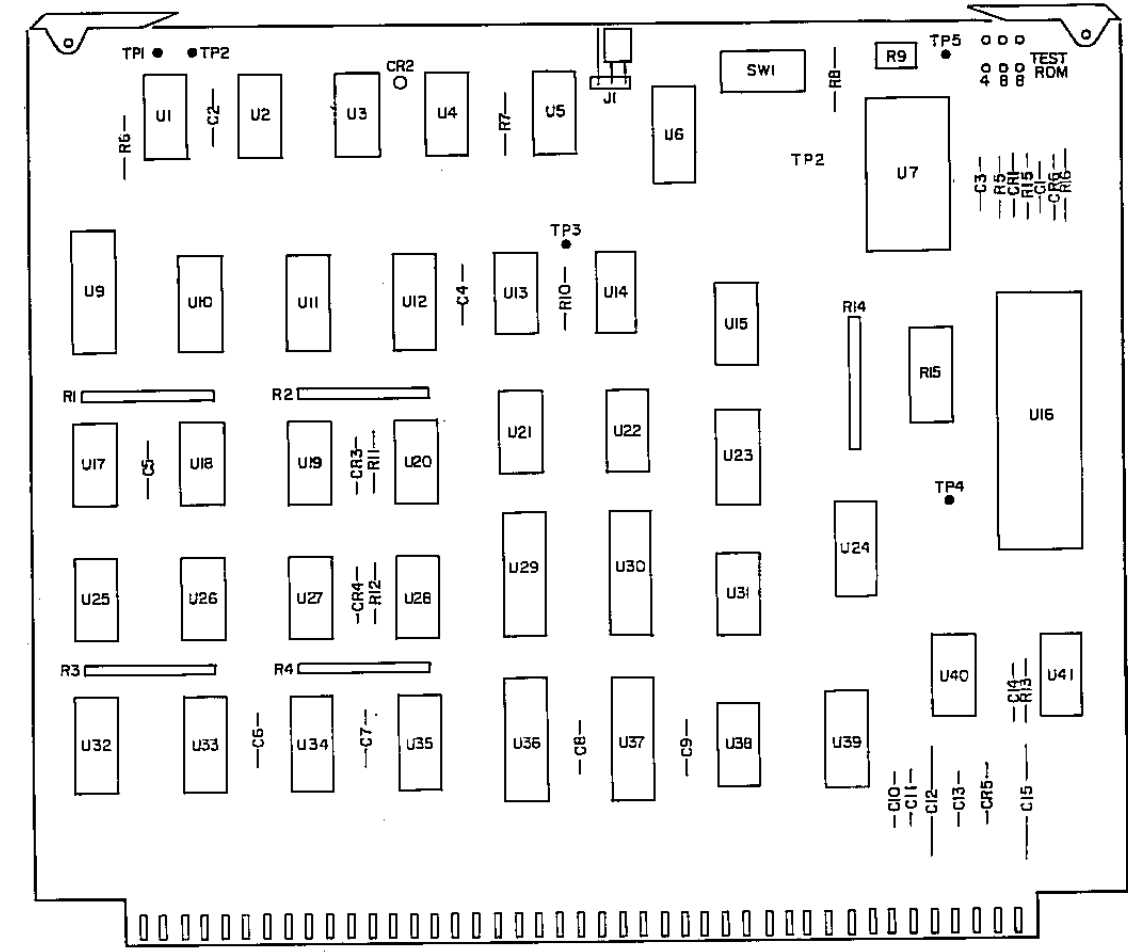 TP1 TP2 CR2 J1 SW1 R8 R9 TP5 TEST
4 8 8 ROM
U1 C2 U2 U3 U4 R7 U5 U6
R6 TP2 U7 C3 R5 CR1 R15 C1 CR6 R16
TP3
U9 U10 U11 U12 C4 U13 R10 U14 U15 R14
R15 U16
R1 R2
U17 C5 U18 U19 CR3 R11 U20 U21 U22 U23
TP4
U25 U26 U27 CR4 R12 U28 U29 U30 U31 U24
R3 R4 U40 C14 R13 U41
U32 U33 C6 U34 C7 U35 U36 C8 U37 C9 U38 U39
C10 C11 C12 C13 CR5 C15